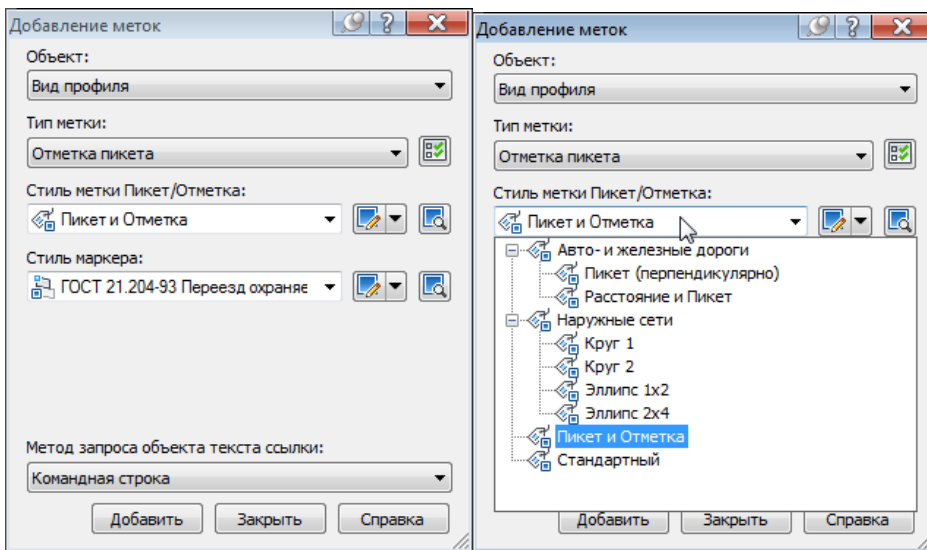 Добавление меток
Объект:
Вид профиля
Тип метки:
Отметка пикета
Стиль метки Пикет/Отметка:
Пикет и Отметка
Стиль маркера:
ГОСТ 21.204-93 Переезд охраняе
Метод запроса объекта текста ссылки:
Командная строка
Добавить Закрыть Справка
Добавление меток
Объект:
Вид профиля
Тип метки:
Отметка пикета
Стиль метки Пикет/Отметка:
Пикет и Отметка
Авто- и железные дороги
Пикет (перпендикулярно)
Расстояние и Пикет
Наружные сети
Круг 1
Круг 2
Эллипс 1x2
Эллипс 2x4
Пикет и Отметка
Стандартный
Добавить Закрыть Справка